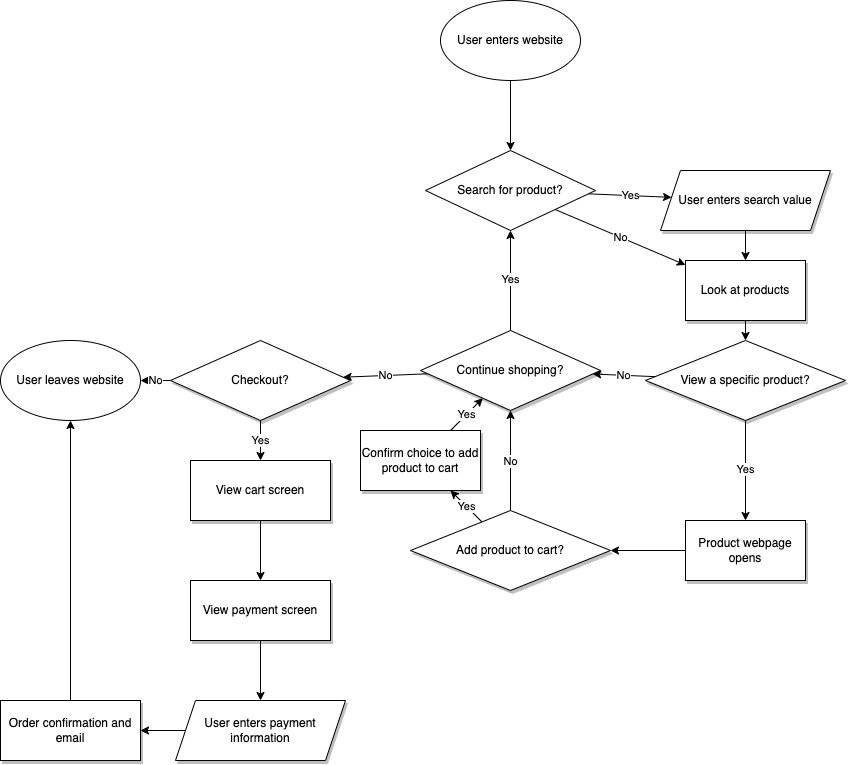 User enters website
Search for product?
Yes
User enters search value
No
Look at products
Yes
User leaves website
No
Checkout?
No
Continue shopping?
No
View a specific product?
Yes
Yes
Confirm choice to add
product to cart
No
Yes
View cart screen
Yes
Add product to cart?
Product webpage
opens
View payment screen
Order confirmation and
email
User enters payment
information